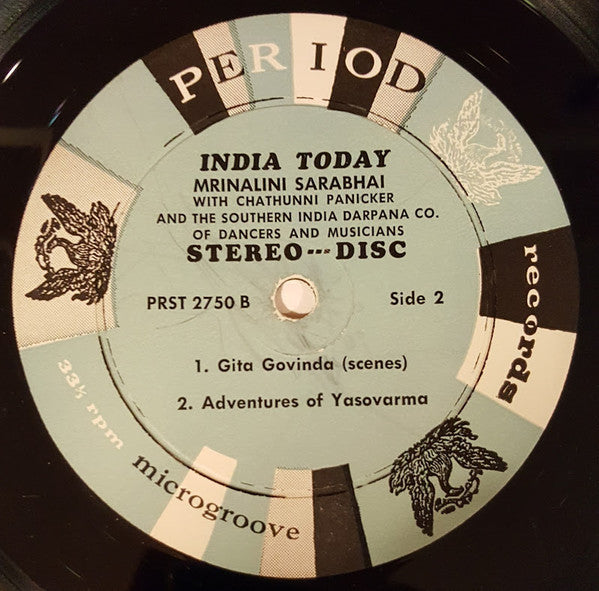 PERIOD
records
INDIA TODAY
MRINALINI SARABHAI
WITH CHATHUNNI PANICKER
AND THE SOUTHERN INDIA DARPANA CO.
OF DANCERS AND MUSICIANS
STEREO---DISC
PRST 2750 B Side 2
1. Gita Govinda (scenes)
2. Adventures of Yasovarma
33⅓ rpm
microgroove